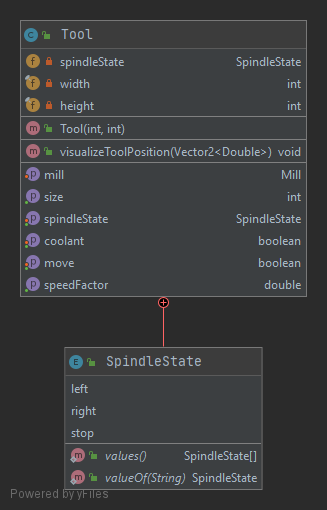 C Tool
f spindleState SpindleState
f width int
f height int
m Tool(int, int)
m visualizeToolPosition(Vector2<Double>) void
p mill Mill
p size int
p spindleState SpindleState
p coolant boolean
p move boolean
p speedFactor double
E SpindleState
left
right
stop
m values() SpindleState[]
m valueOf(String) SpindleState
Powered by yFiles